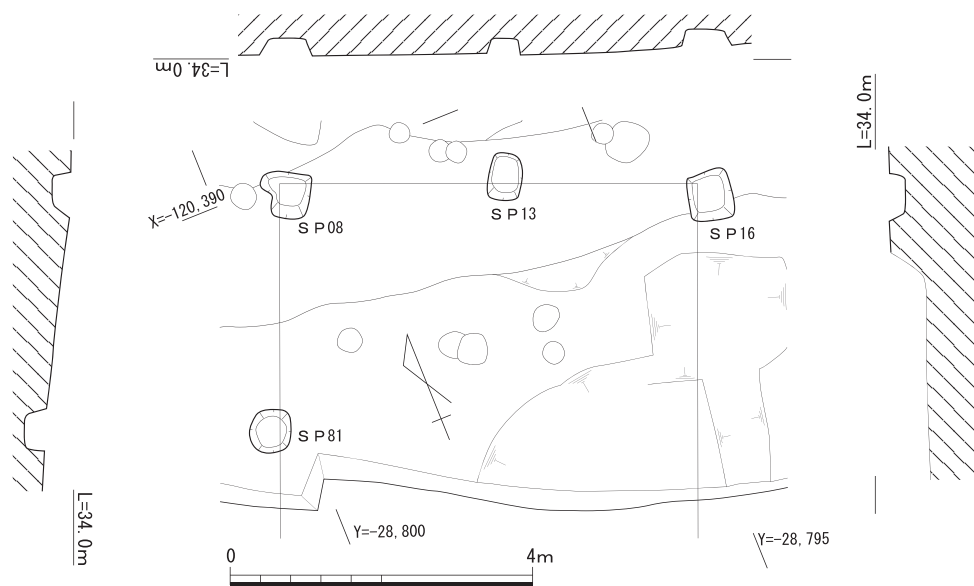 L=34.0m
L=34.0m
X=-120,390
SP08
SP13
SP16
SP81
L=34.0m
Y=-28,800
Y=-28,795
0 4m